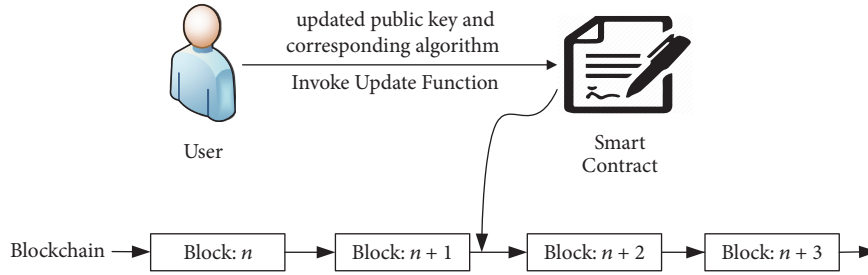 updated public key and
corresponding algorithm
Invoke Update Function
User
Smart
Contract
Blockchain
Block: n
Block: n + 1
Block: n + 2
Block: n + 3